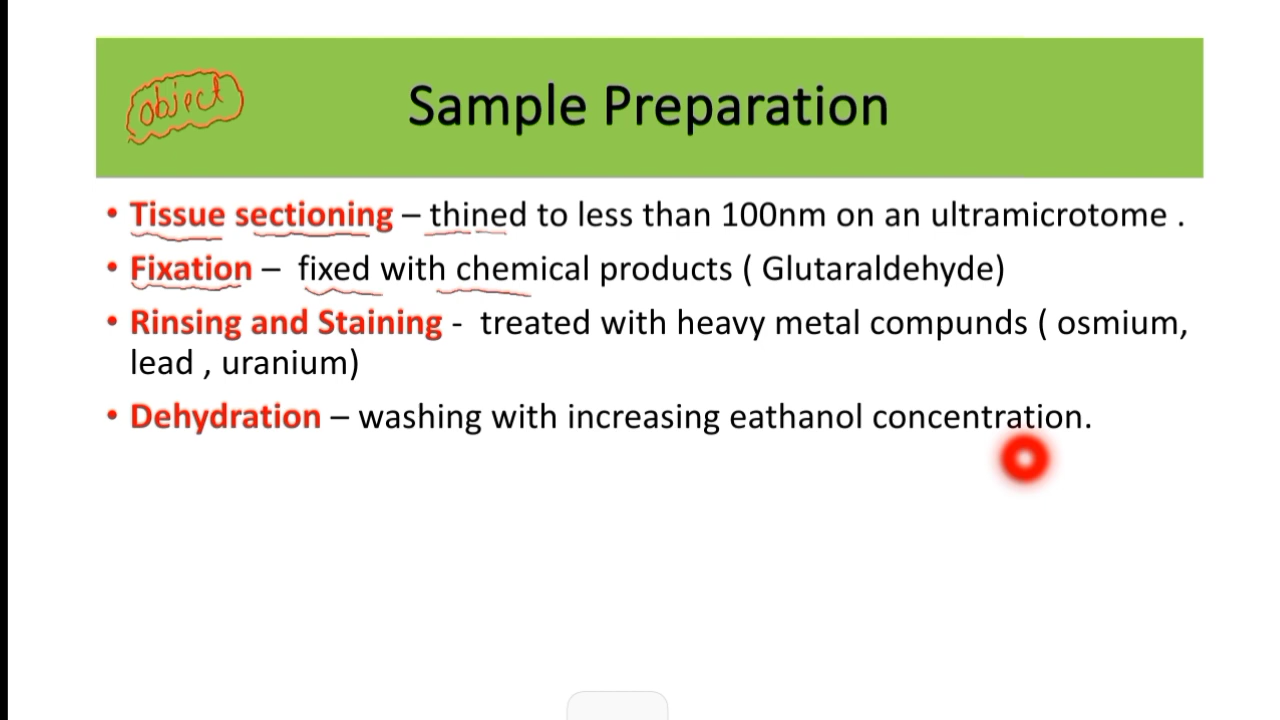 object
Sample Preparation
• Tissue sectioning – thined to less than 100nm on an ultramicrotome .
• Fixation – fixed with chemical products ( Glutaraldehyde)
• Rinsing and Staining - treated with heavy metal compunds ( osmium,
lead , uranium)
• Dehydration – washing with increasing eathanol concentration.